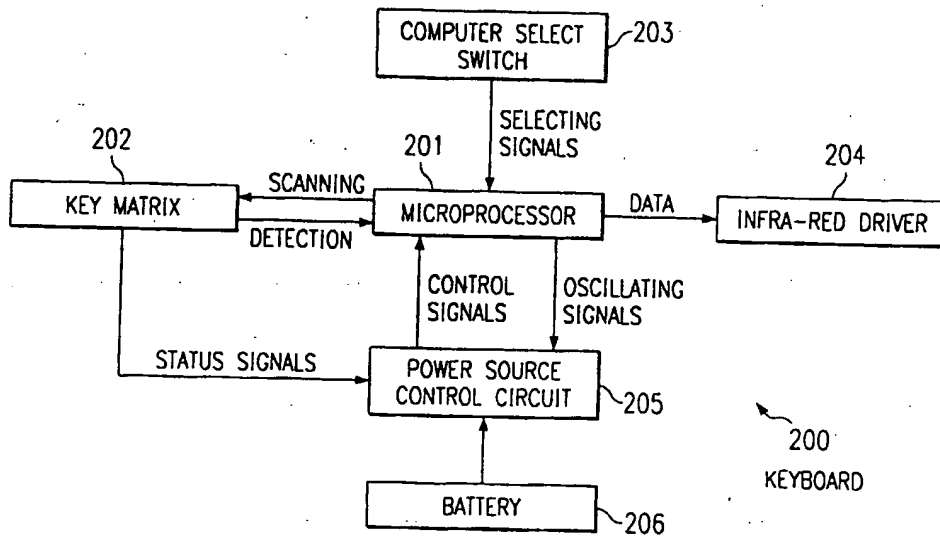 COMPUTER SELECT
SWITCH
203
SELECTING
SIGNALS
202
201
204
KEY MATRIX
SCANNING
DETECTION
MICROPROCESSOR
DATA
INFRA-RED DRIVER
CONTROL
SIGNALS
OSCILLATING
SIGNALS
STATUS SIGNALS
POWER SOURCE
CONTROL CIRCUIT
205
200
KEYBOARD
BATTERY
206